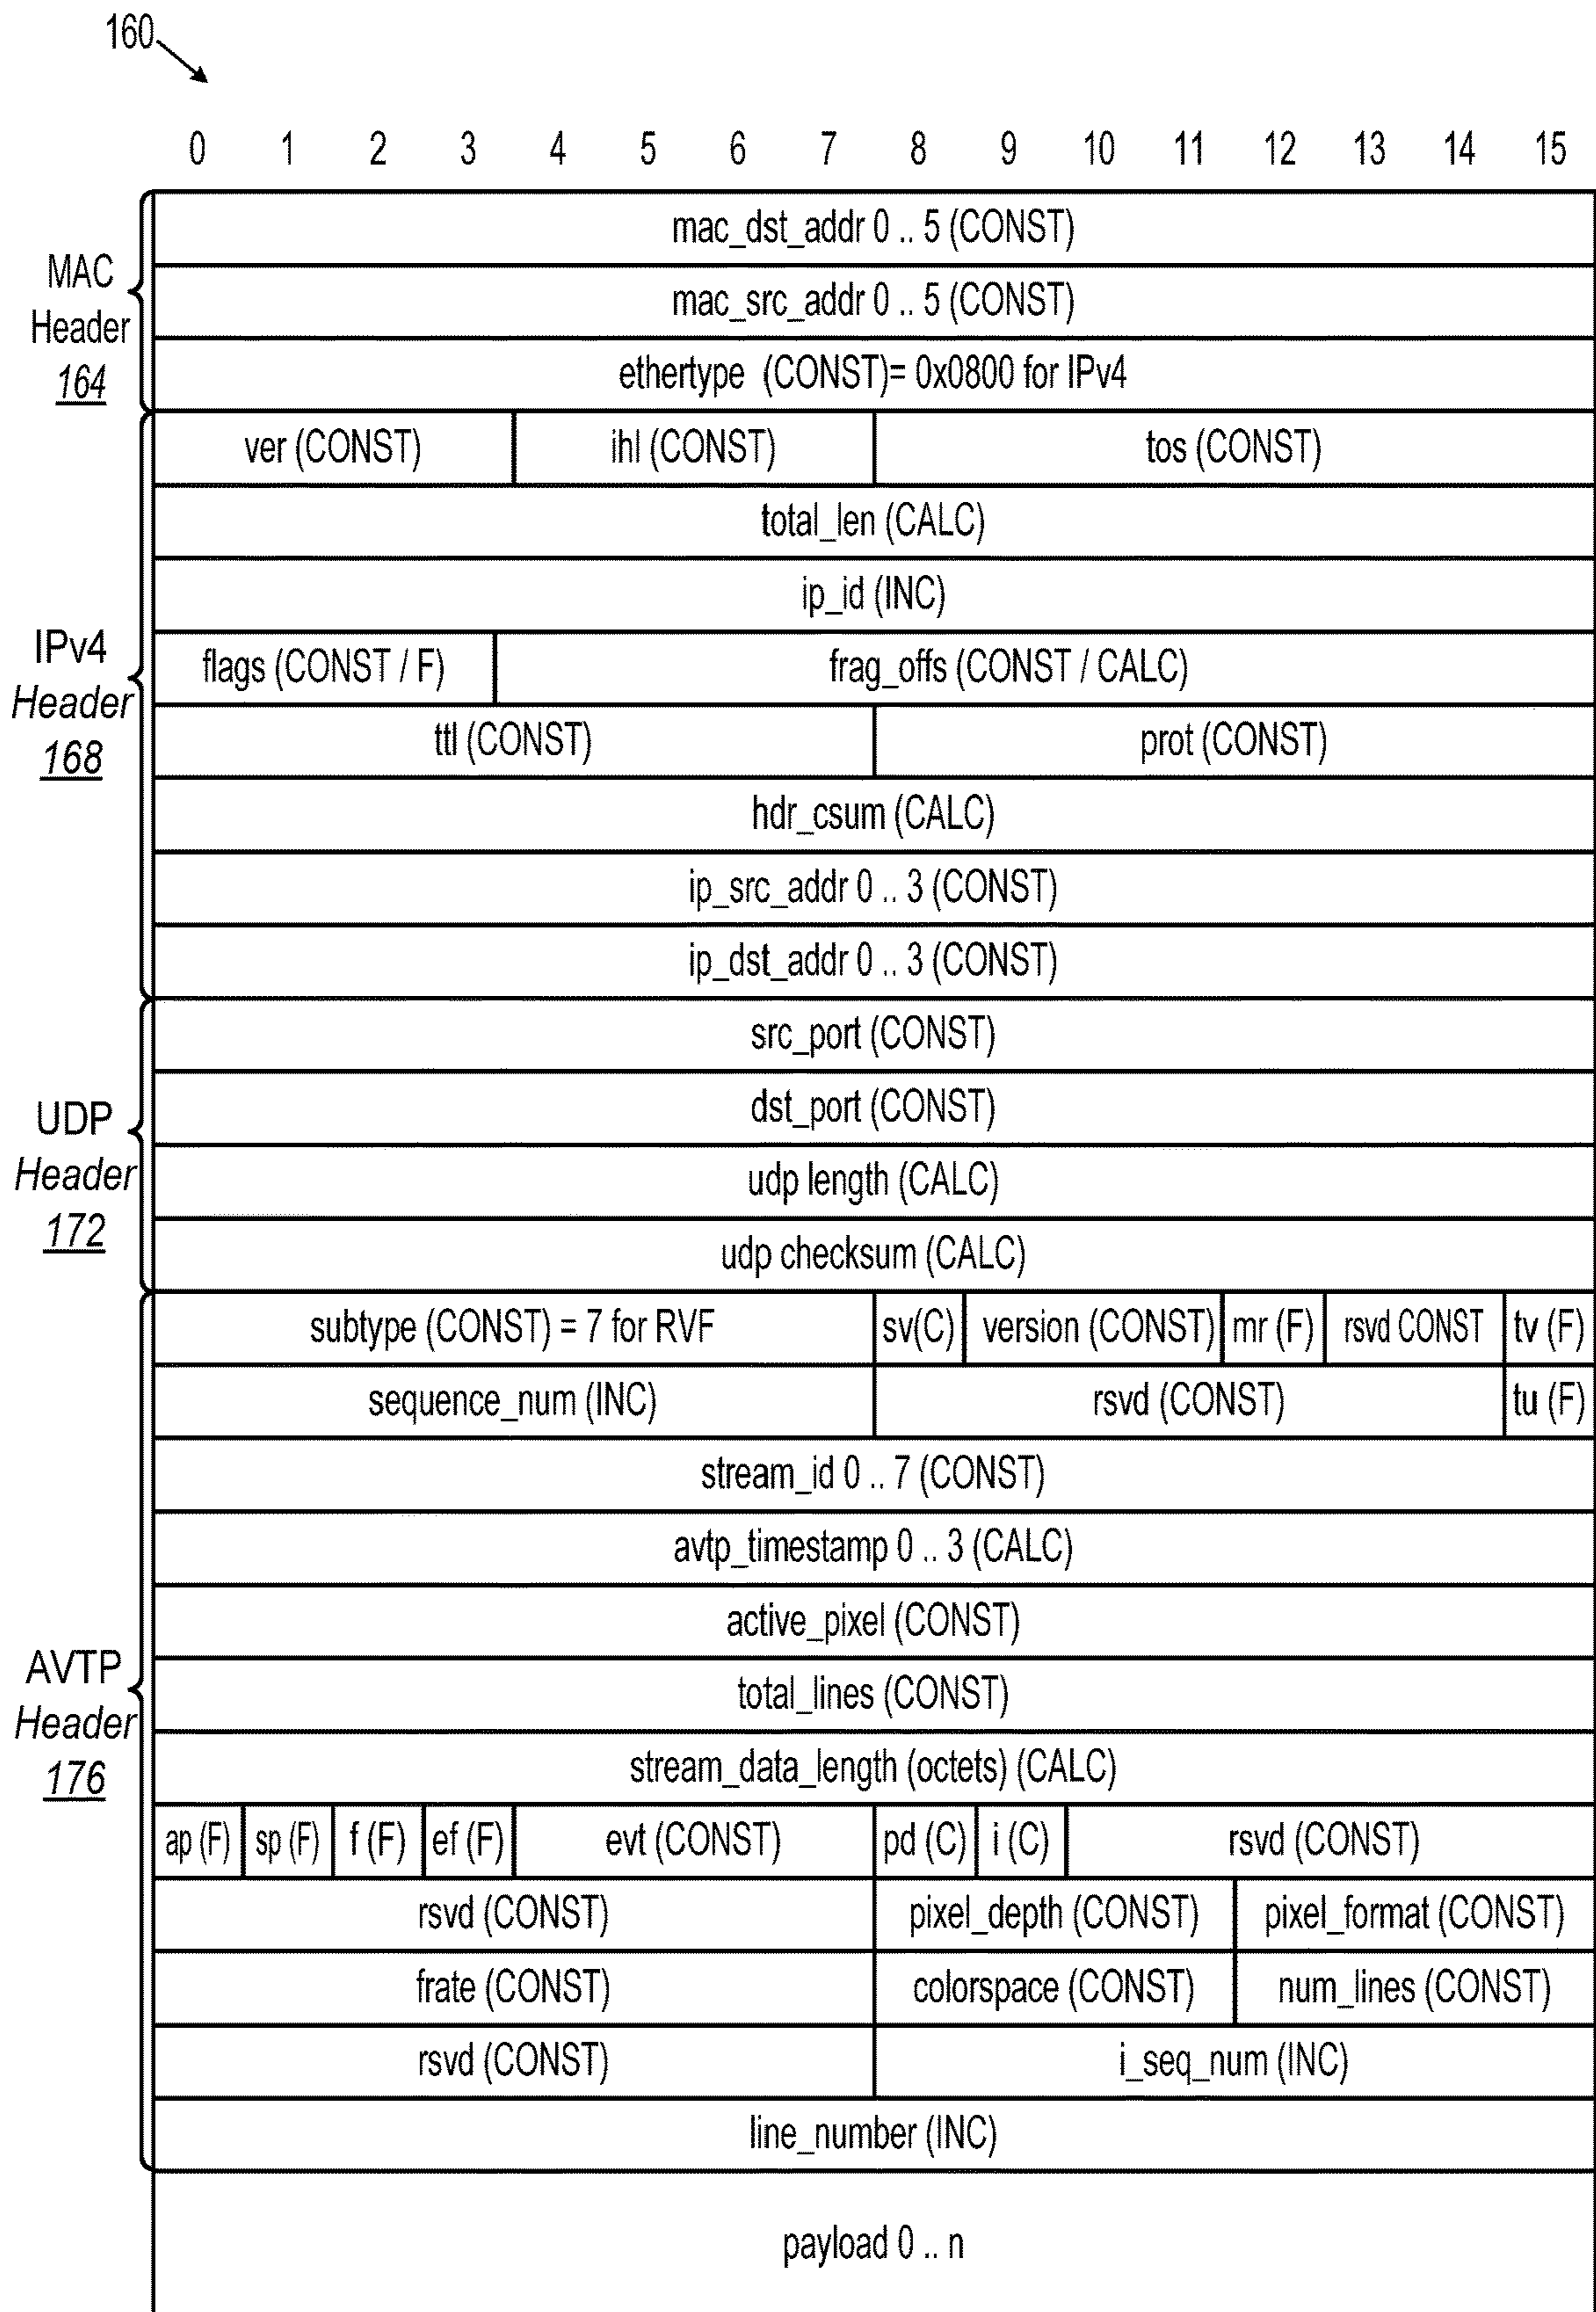 160
0 1 2 3 4 5 6 7 8 9 10 11 12 13 14 15
MAC
Header
164
mac_dst_addr 0 .. 5 (CONST)
mac_src_addr 0 .. 5 (CONST)
ethertype (CONST)= 0x0800 for IPv4
IPv4
Header
168
ver (CONST) ihl (CONST) tos (CONST)
total_len (CALC)
ip_id (INC)
flags (CONST / F) frag_offs (CONST / CALC)
ttl (CONST) prot (CONST)
hdr_csum (CALC)
ip_src_addr 0 .. 3 (CONST)
ip_dst_addr 0 .. 3 (CONST)
UDP
Header
172
src_port (CONST)
dst_port (CONST)
udp length (CALC)
udp checksum (CALC)
AVTP
Header
176
subtype (CONST) = 7 for RVF sv(C) version (CONST) mr (F) rsvd CONST tv (F)
sequence_num (INC) rsvd (CONST) tu (F)
stream_id 0 .. 7 (CONST)
avtp_timestamp 0 .. 3 (CALC)
active_pixel (CONST)
total_lines (CONST)
stream_data_length (octets) (CALC)
ap (F) sp (F) f (F) ef (F) evt (CONST) pd (C) i (C) rsvd (CONST)
rsvd (CONST) pixel_depth (CONST) pixel_format (CONST)
frate (CONST) colorspace (CONST) num_lines (CONST)
rsvd (CONST) i_seq_num (INC)
line_number (INC)
payload 0 .. n